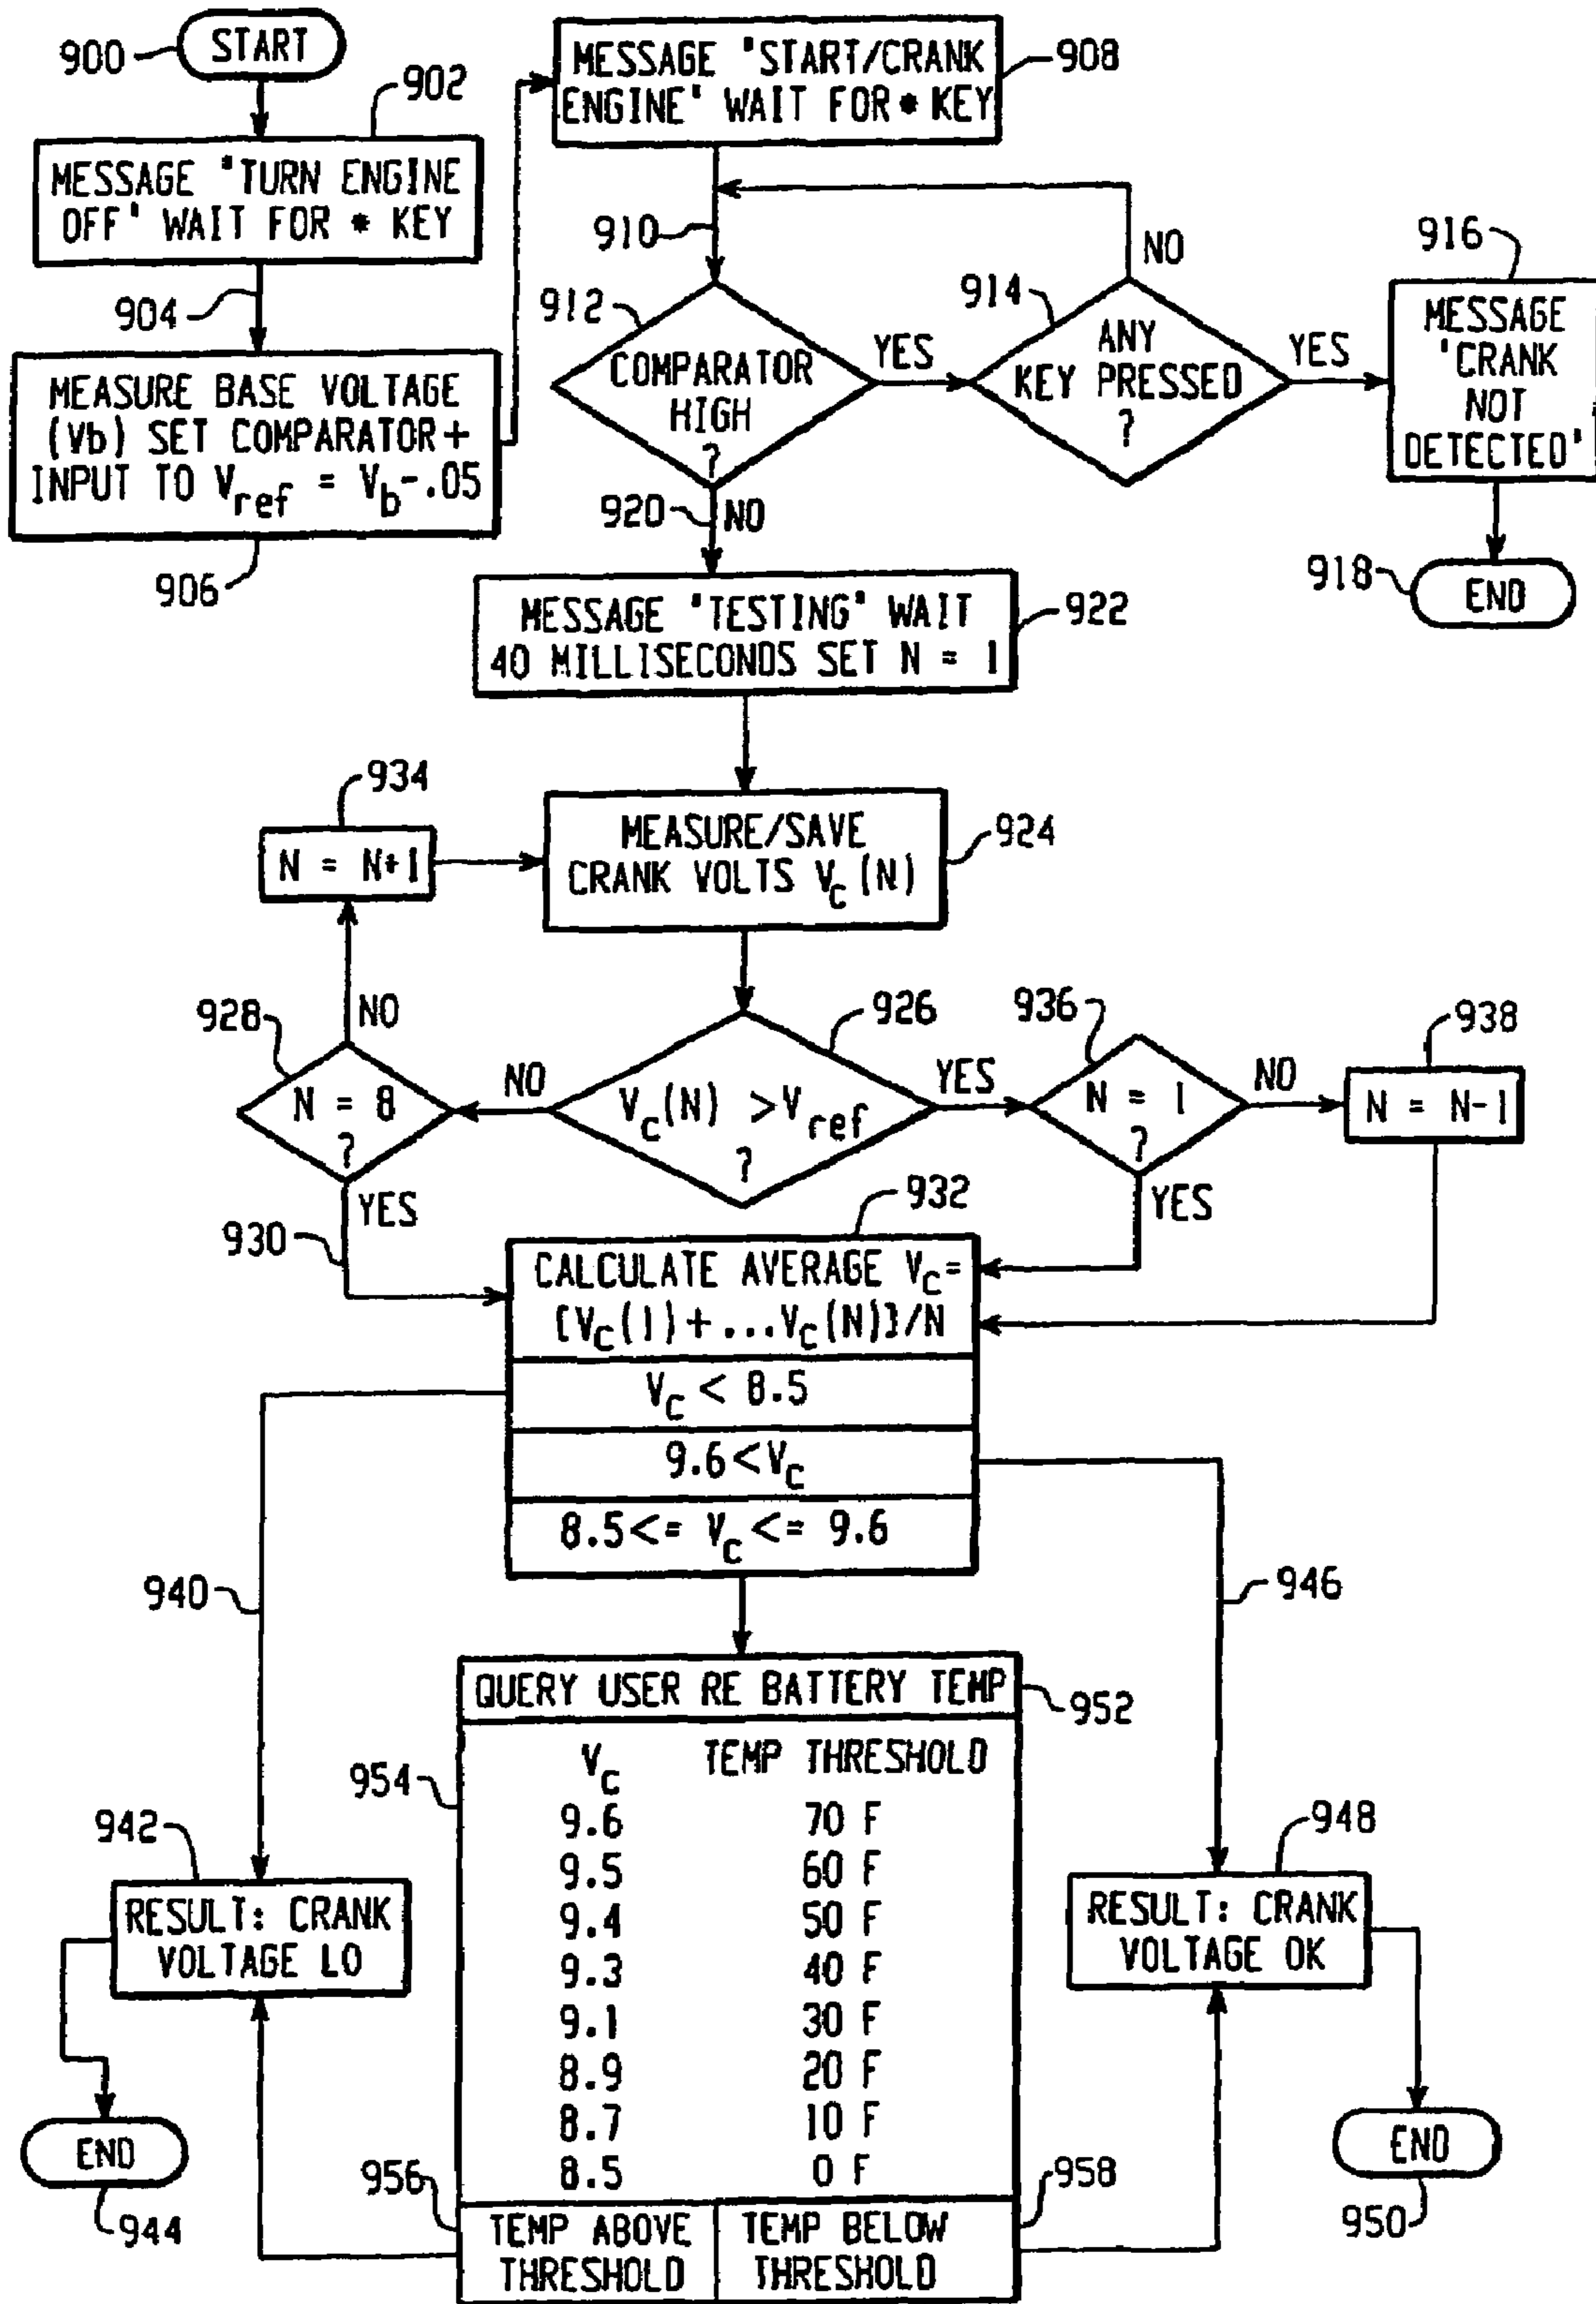 900
START
902
MESSAGE "TURN ENGINE
OFF" WAIT FOR * KEY
904
MEASURE BASE VOLTAGE
(Vb) SET COMPARATOR +
INPUT TO Vref = Vb-.05
906
MESSAGE "START/CRANK
ENGINE" WAIT FOR * KEY
908
910
912
COMPARATOR
HIGH
?
YES
914
ANY
KEY PRESSED
?
NO
YES
916
MESSAGE
"CRANK
NOT
DETECTED"
918
END
920
NO
MESSAGE "TESTING" WAIT
40 MILLISECONDS SET N = 1
922
934
N = N+1
MEASURE/SAVE
CRANK VOLTS Vc(N)
924
928
NO
N = 8
?
YES
930
NO
926
Vc(N) >Vref
?
YES
936
N = 1
?
YES
NO
938
N = N-1
932
CALCULATE AVERAGE Vc=
[Vc(1)+...Vc(N)]/N
Vc < 8.5
9.6<Vc
8.5<= Vc <= 9.6
940
946
QUERY USER RE BATTERY TEMP
952
954
Vc TEMP THRESHOLD
9.6 70 F
9.5 60 F
9.4 50 F
9.3 40 F
9.1 30 F
8.9 20 F
8.7 10 F
8.5 0 F
956
TEMP ABOVE
THRESHOLD
958
TEMP BELOW
THRESHOLD
942
RESULT: CRANK
VOLTAGE LO
END
944
948
RESULT: CRANK
VOLTAGE OK
END
950